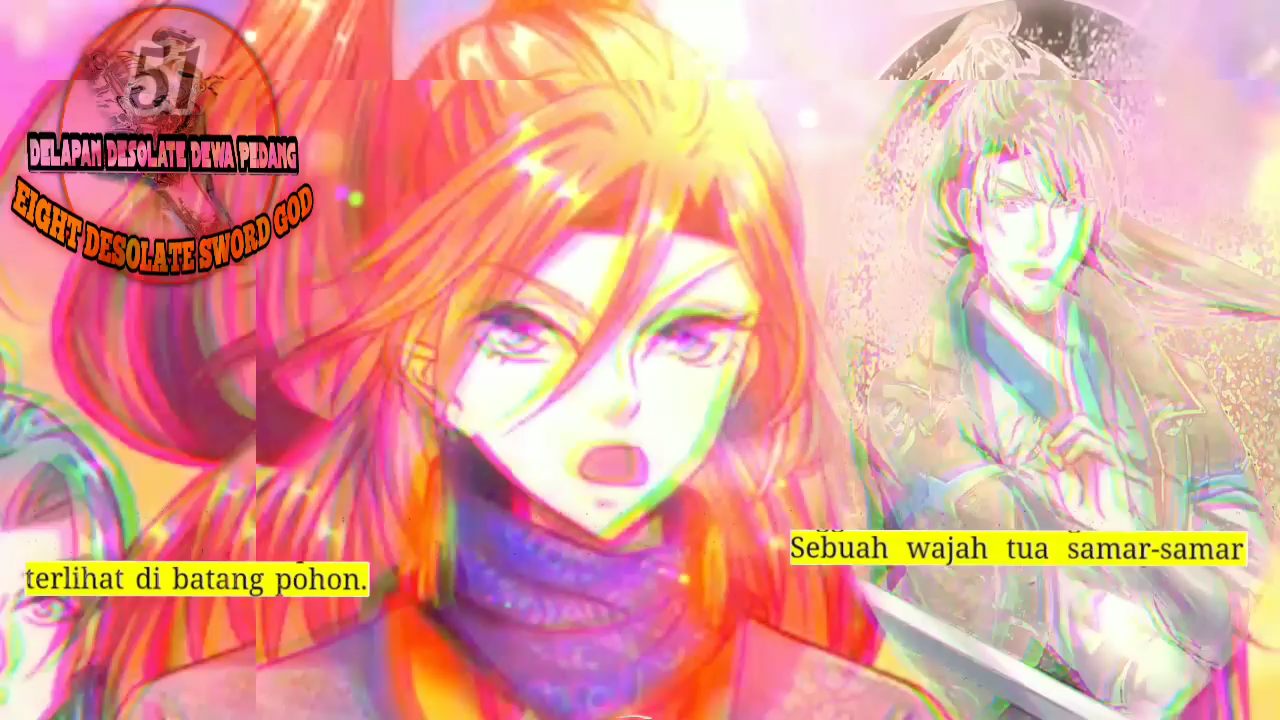 51
DELAPAN DESOLATE DEWA PEDANG
EIGHT DESOLATE SWORD GOD
Sebuah wajah tua samar-samar
terlihat di batang pohon.